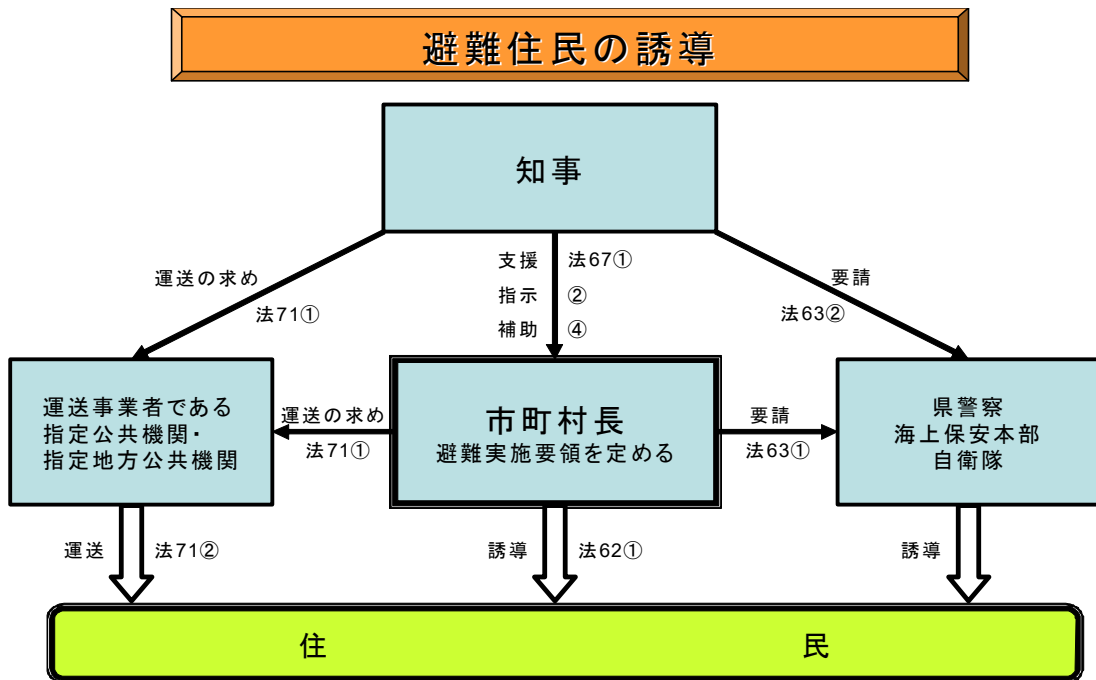 避難住民の誘導
知事
運送の求め
法71①
支援 法67①
指示 ②
補助 ④
要請
法63②
運送事業者である
指定公共機関・
指定地方公共機関
運送の求め
法71①
市町村長
避難実施要領を定める
要請
法63①
県警察
海上保安本部
自衛隊
運送 法71②
誘導 法62①
誘導
住 民